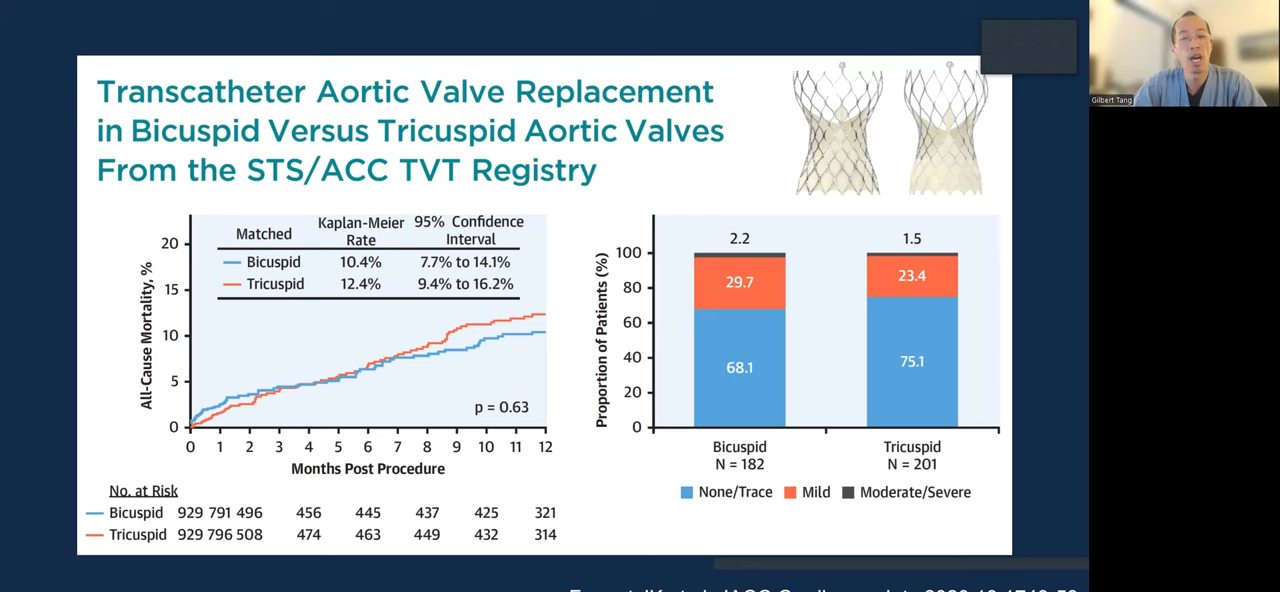 Transcatheter Aortic Valve Replacement
in Bicuspid Versus Tricuspid Aortic Valves
From the STS/ACC TVT Registry
Gilbert Tang
All-Cause Mortality, %
20
15
10
5
0
Matched Kaplan-Meier Rate 95% Confidence Interval
Bicuspid 10.4% 7.7% to 14.1%
Tricuspid 12.4% 9.4% to 16.2%
p = 0.63
0 1 2 3 4 5 6 7 8 9 10 11 12
Months Post Procedure
No. at Risk
Bicuspid 929 791 496 456 445 437 425 321
Tricuspid 929 796 508 474 463 449 432 314
Proportion of Patients (%)
100
80
60
40
20
0
2.2 1.5
29.7 23.4
68.1 75.1
Bicuspid Tricuspid
N = 182 N = 201
None/Trace Mild Moderate/Severe